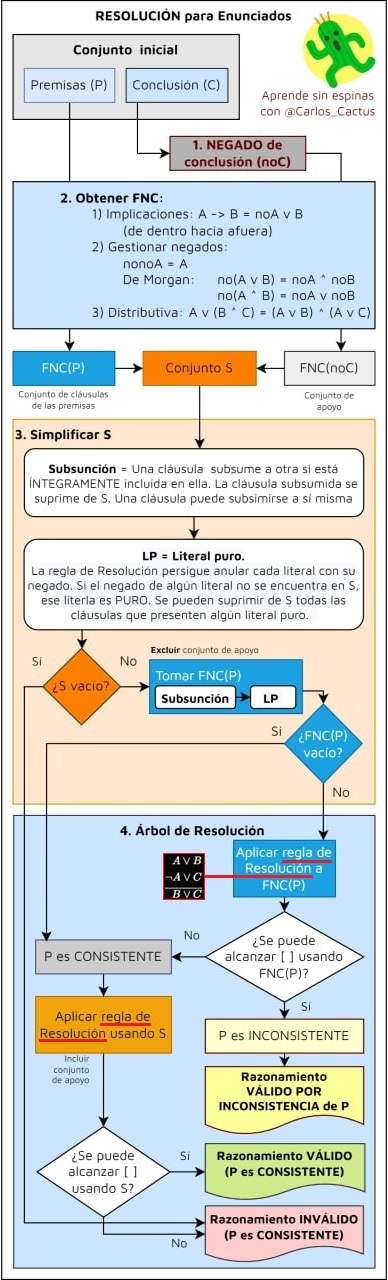 RESOLUCIÓN para Enunciados
Conjunto inicial
Premisas (P)
Conclusión (C)
Aprende sin espinas
con @Carlos_Cactus
1. NEGADO de
conclusión (noC)
2. Obtener FNC:
1) Implicaciones: A -> B = noA v B
(de dentro hacia afuera)
2) Gestionar negados:
nonoA = A
De Morgan: no(A v B) = noA ^ noB
no(A ^ B) = noA v noB
3) Distributiva: A v (B ^ C) = (A v B) ^ (A v C)
FNC(P)
Conjunto S
FNC(noC)
Conjunto de cláusulas
de las premisas
Conjunto de
apoyo
3. Simplificar S
Subsunción = Una cláusula subsume a otra si está
ÍNTEGRAMENTE incluida en ella. La cláusula subsumida se
suprime de S. Una cláusula puede subsimirse a sí misma
LP = Literal puro.
La regla de Resolución persigue anular cada literal con su
negado. Si el negado de algún literal no se encuentra en S,
ese literla es PURO. Se pueden suprimir de S todas las
cláusulas que presenten algún literal puro.
Sí
¿S vacío?
No
Excluir conjunto de apoyo
Tomar FNC(P)
Subsunción
LP
Sí
¿FNC(P)
vacío?
No
4. Árbol de Resolución
A ∨ B
¬A ∨ C
B ∨ C
Aplicar regla de
Resolución a
FNC(P)
¿Se puede
alcanzar [ ] usando
FNC(P)?
No
P es CONSISTENTE
Sí
Aplicar regla de
Resolución usando S
P es INCONSISTENTE
Incluir
conjunto
de apoyo
Razonamiento
VÁLIDO POR
INCONSISTENCIA de P
¿Se puede
alcanzar [ ]
usando S?
Sí
Razonamiento VÁLIDO
(P es CONSISTENTE)
No
Razonamiento INVÁLIDO
(P es CONSISTENTE)